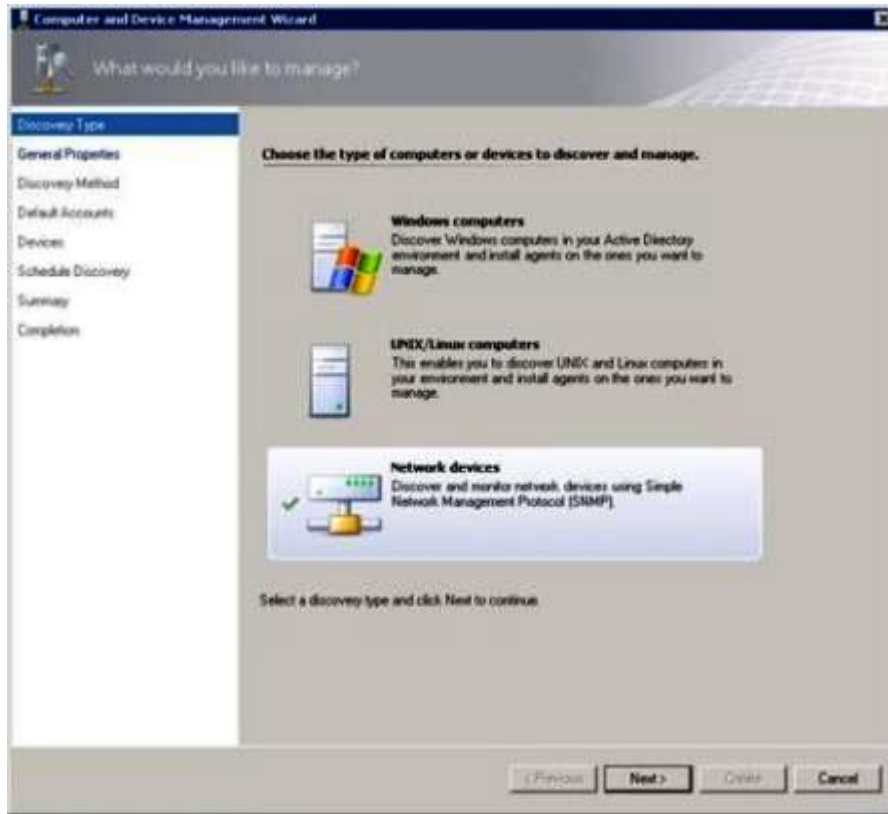 Computer and Device Management Wizard
What would you like to manage?
Discovery Type
General Properties
Discovery Method
Default Accounts
Devices
Schedule Discovery
Summary
Completion
Choose the type of computers or devices to discover and manage.
Windows computers
Discover Windows computers in your Active Directory
environment and install agents on the ones you want to
manage.
UNIX/Linux computers
This enables you to discover UNIX and Linux computers in
your environment and install agents on the ones you want to
manage.
Network devices
Discover and monitor network devices using Simple
Network Management Protocol (SNMP).
Select a discovery type and click Next to continue
< Previous
Next >
Create
Cancel